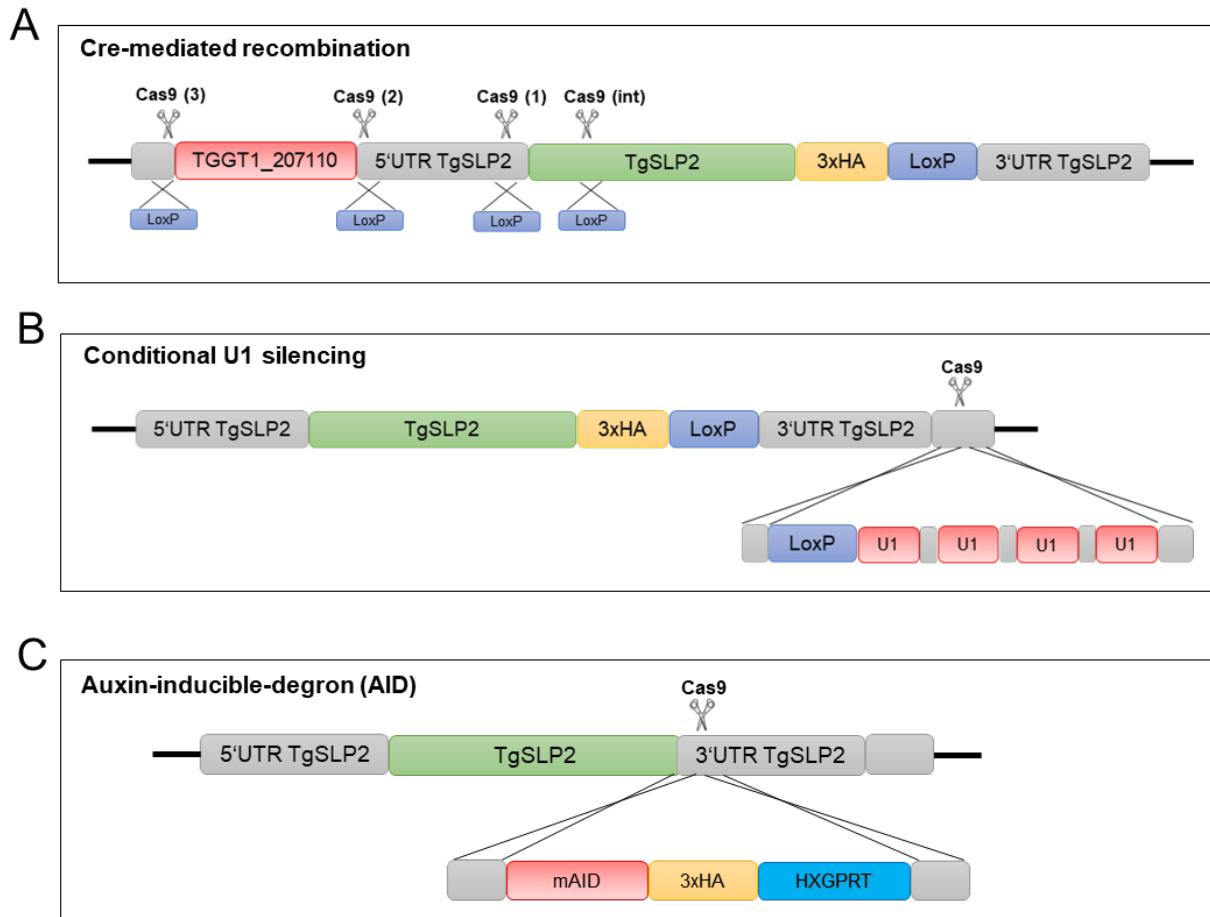 A
Cre-mediated recombination
Cas9 (3) Cas9 (2) Cas9 (1) Cas9 (int)
TGGT1_207110 5‘UTR TgSLP2 TgSLP2 3xHA LoxP 3‘UTR TgSLP2
LoxP LoxP LoxP LoxP
B
Conditional U1 silencing
Cas9
5‘UTR TgSLP2 TgSLP2 3xHA LoxP 3‘UTR TgSLP2
LoxP U1 U1 U1 U1
C
Auxin-inducible-degron (AID)
Cas9
5‘UTR TgSLP2 TgSLP2 3‘UTR TgSLP2
mAID 3xHA HXGPRT